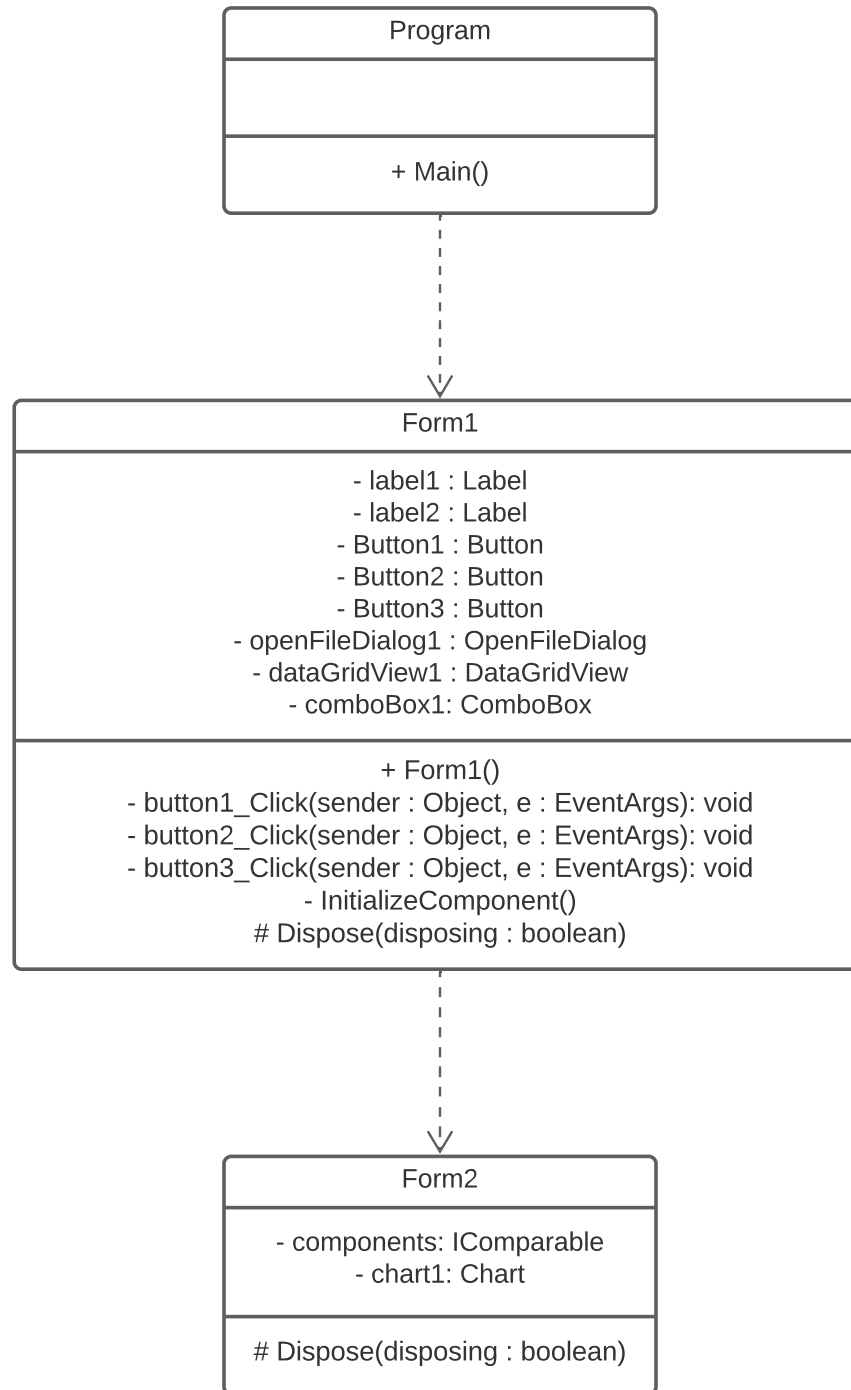 Program
+ Main()
Form1
- label1 : Label
- label2 : Label
- Button1 : Button
- Button2 : Button
- Button3 : Button
- openFileDialog1 : OpenFileDialog
- dataGridView1 : DataGridView
- comboBox1: ComboBox
+ Form1()
- button1_Click(sender : Object, e : EventArgs): void
- button2_Click(sender : Object, e : EventArgs): void
- button3_Click(sender : Object, e : EventArgs): void
- InitializeComponent()
# Dispose(disposing : boolean)
Form2
- components: IComparable
- chart1: Chart
# Dispose(disposing : boolean)